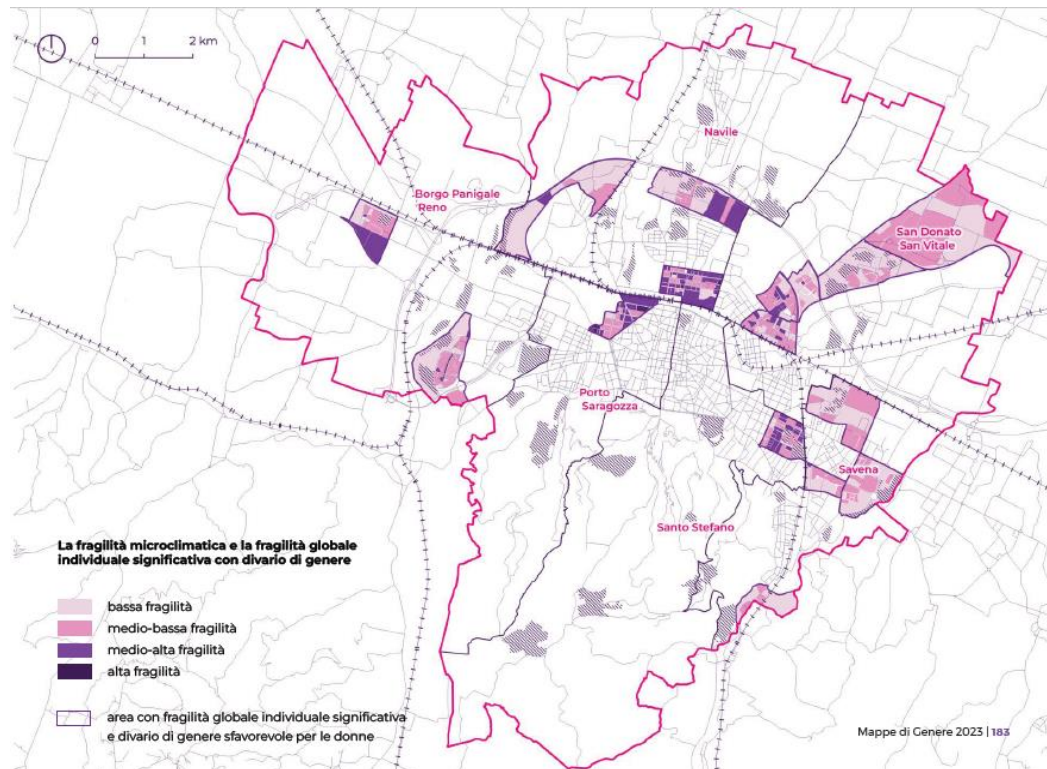 0 1 2 km
Navile
Borgo Panigale
Reno
San Donato
San Vitale
Porto
Saragozza
Savena
Santo Stefano
La fragilità microclimatica e la fragilità globale
individuale significativa con divario di genere
bassa fragilità
medio-bassa fragilità
medio-alta fragilità
alta fragilità
area con fragilità globale individuale significativa
e divario di genere sfavorevole per le donne
Mappe di Genere 2023 | 183